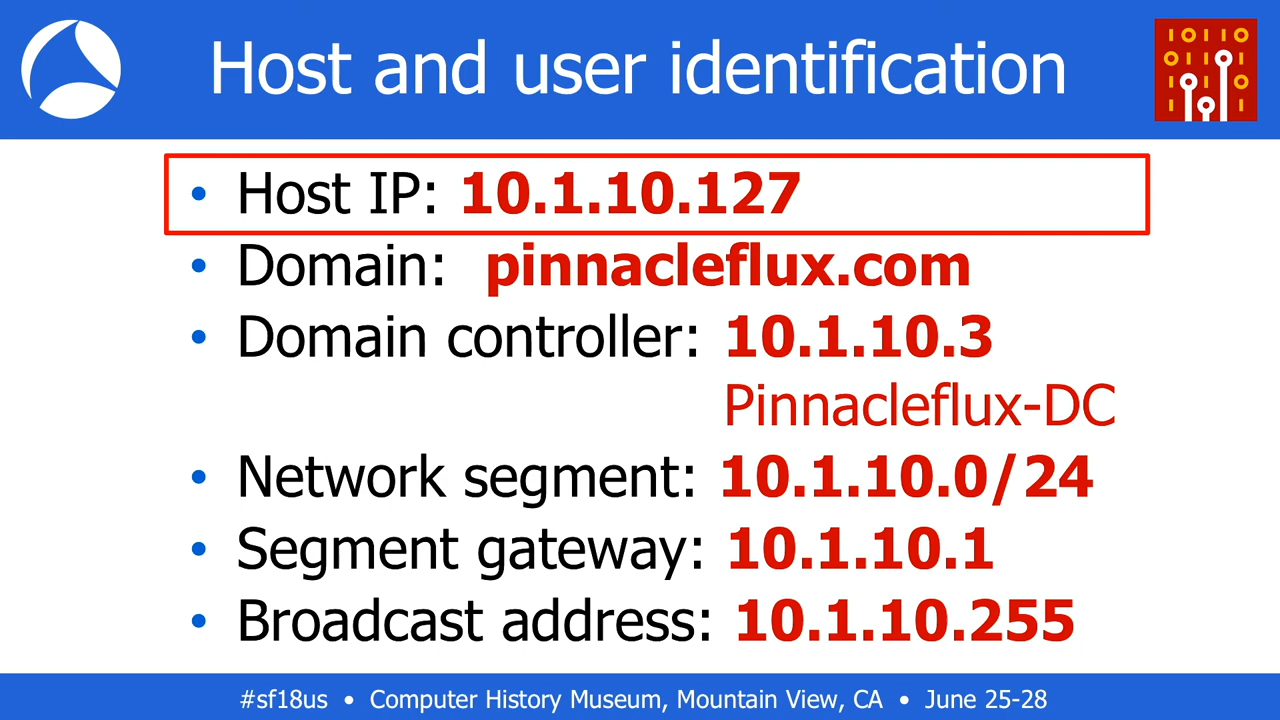 Host and user identification
• Host IP: 10.1.10.127
• Domain: pinnacleflux.com
• Domain controller: 10.1.10.3
Pinnacleflux-DC
• Network segment: 10.1.10.0/24
• Segment gateway: 10.1.10.1
• Broadcast address: 10.1.10.255
#sf18us • Computer History Museum, Mountain View, CA • June 25-28